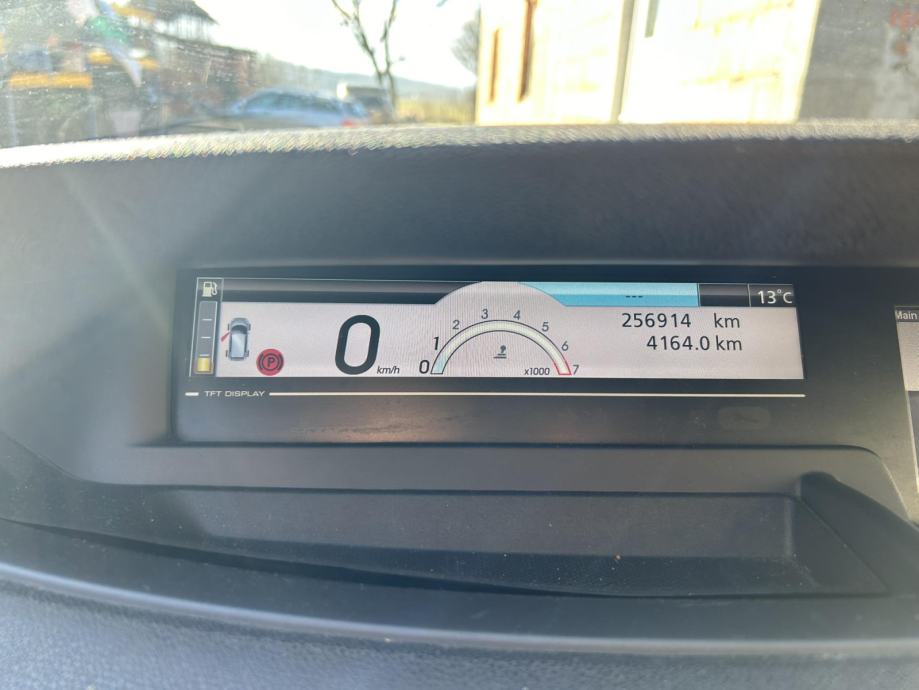 13°C
256914 km
4164.0 km
---
P
0 km/h
0 1 2 3 4 5 6 7
x1000
TFT DISPLAY
Main